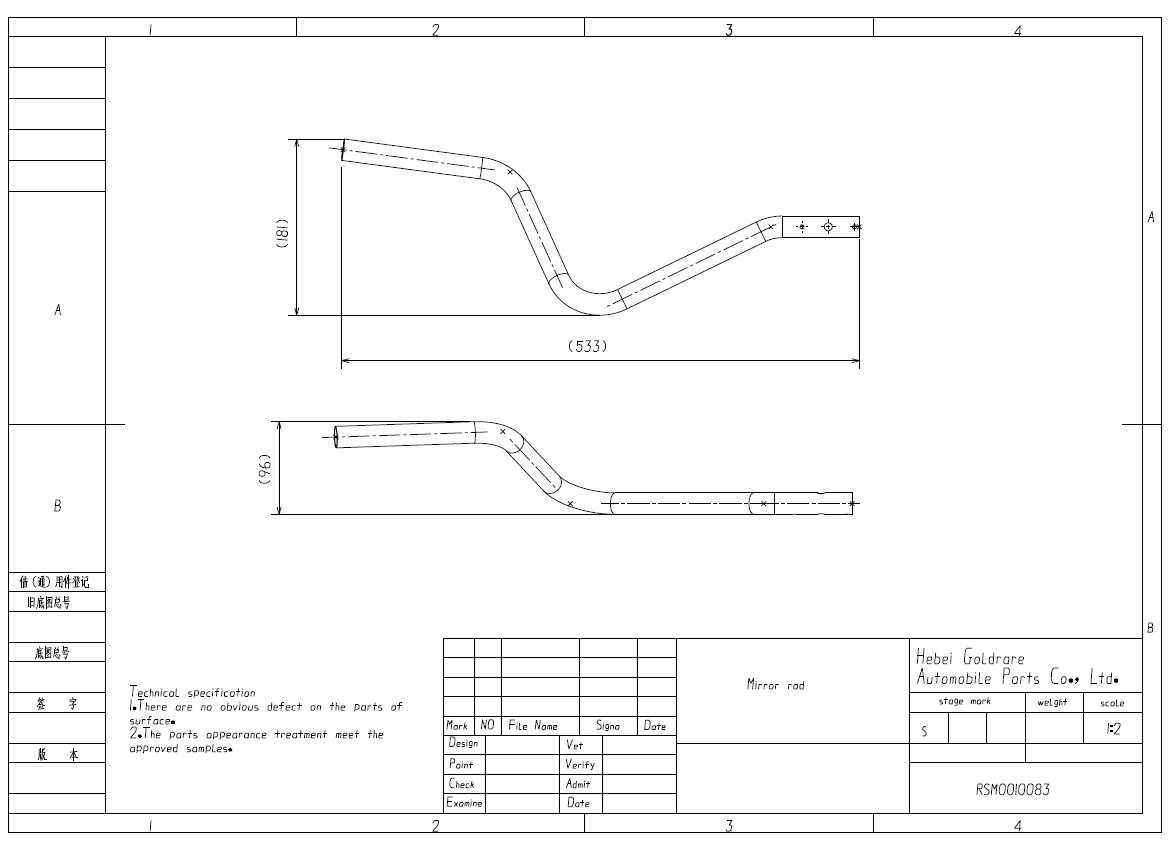 1 2 3 4
A
A
B
B
(181)
(533)
(96)
借(通)用件登记
旧底图总号
底图总号
签 字
版 本
Technical specification
1.There are no obvious defect on the parts of
surface.
2.The parts appearance treatment meet the
approved samples.
Mark NO File Name Signa Date
Design Vet
Point Verify
Check Admit
Examine Date
Mirror rod
Hebei Goldrare
Automobile Parts Co., Ltd.
stage mark weight scale
S 1:2
RSM0010083
1 2 3 4